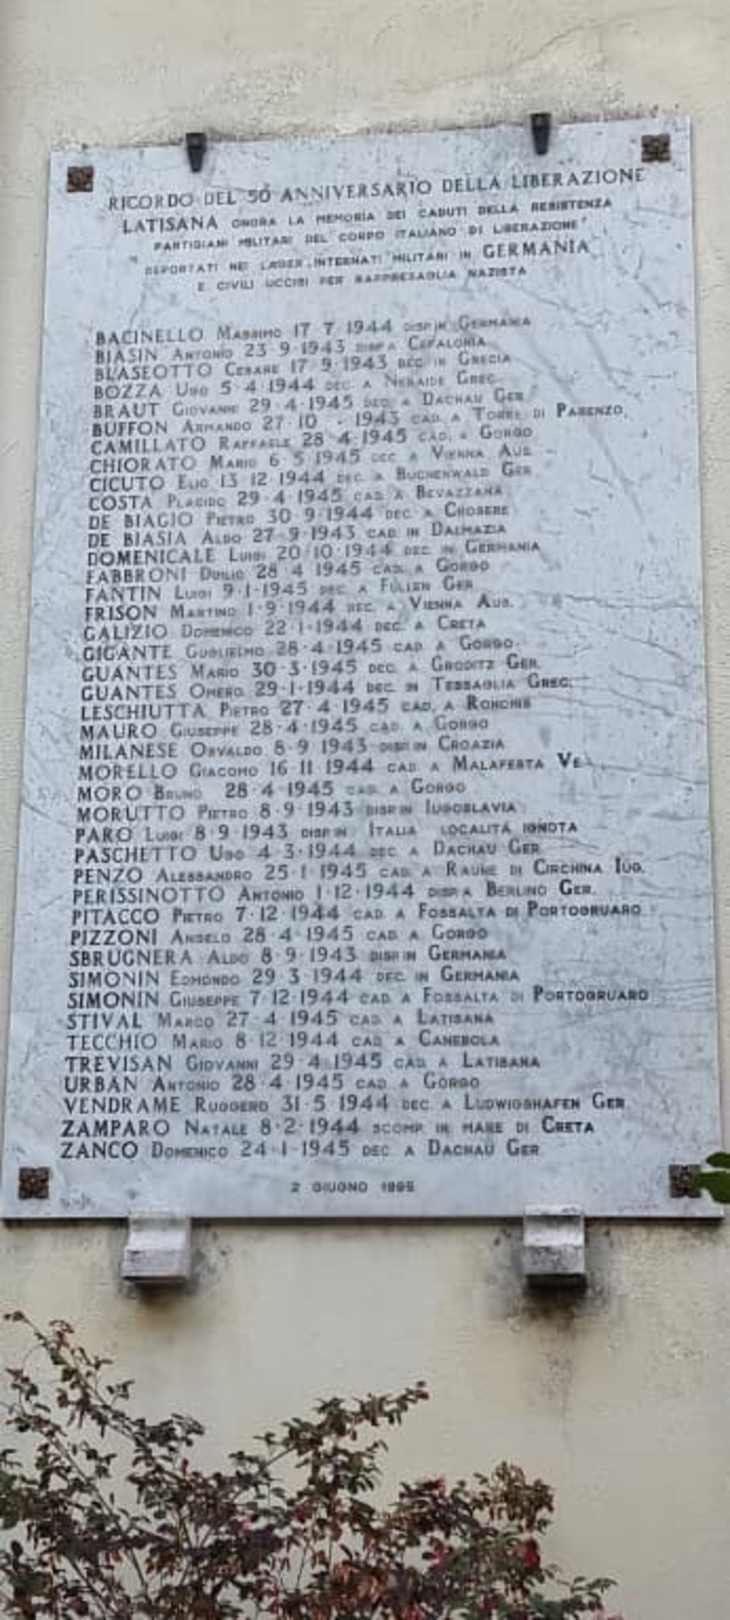 RICORDO DEL 50 ANNIVERSARIO DELLA LIBERAZIONE
LATISANA ONORA LA MEMORIA DEI CADUTI DELLA RESISTENZA
PARTIGIANI MILITARI DEL CORPO ITALIANO DI LIBERAZIONE
DEPORTATI NEI LAGER INTERNATI MILITARI IN GERMANIA
E CIVILI UCCISI PER RAPPRESAGLIA NAZISTA
BACINELLO MASSIMO 17 7 1944 DISP. IN GERMANIA
BIASIN ANTONIO 23·9·1943 DISP. A CEFALONIA
BLASEOTTO CESARE 17·9·1943 DEC. IN GRECIA
BOZZA UGO 5·4·1944 DEC. A GREC.
BRAUT GIOVANNI 29·4·1945 DEC. A DACHAU GER.
BUFFON ARMANDO 27·10·1943 CAD. A TORRE DI PARENZO
CAMILLATO RAFFAELE 28·4·1945 CAD. A GORGO
CHIORATO MARIO 6·5·1945 DEC. A VIENNA AUS.
CICUTO ELIO 13·12·1944 DEC. A BUCHENWALD GER.
COSTA PLACIDO 29·4·1945 CAD. A BEVAZZANA
DE BIAGIO PIETRO 30·9·1944 DEC. A CROBERE
DE BIASIA ALDO 27·9·1943 CAD. IN DALMAZIA
DOMENICALE LUIGI 20·10·1944 DEC. IN GERMANIA
FABBRONI DUILIO 28·4·1945 CAD. A GORGO
FANTIN LUIGI 9·1·1945 DEC. A FULLEN GER.
FRISON MARTINO 1·9·1944 DEC. A VIENNA AUS.
GALIZIO DOMENICO 22·1·1944 DEC. A CRETA
GIGANTE GUGLIELMO 28·4·1945 CAD. A GORGO
GUANTES MARIO 30·3·1945 DEC. A GRODITZ GER.
GUANTES OMERO 29·1·1944 DEC. IN TESSAGLIA GREC.
LESCHIUTTA PIETRO 27·4·1945 CAD. A RONCHIS
MAURO GIUSEPPE 28·4·1945 CAD. A GORGO
MILANESE OSVALDO 8·9·1943 DISP. IN CROAZIA
MORELLO GIACOMO 16·11·1944 CAD. A MALAFESTA VE
MORO BRUNO 28·4·1945 CAD. A GORGO
MORUTTO PIETRO 8·9·1943 DISP. IN IUGOSLAVIA
PARO LUIGI 8·9·1943 DISP. IN ITALIA LOCALITÀ IGNOTA
PASCHETTO UGO 4·3·1944 DEC. A DACHAU GER.
PENZO ALESSANDRO 25·1·1945 CAD. A RAUNE DI CIRCHINA IUG.
PERISSINOTTO ANTONIO 1·12·1944 DISP. A BERLINO GER.
PITACCO PIETRO 7·12·1944 CAD. A FOSSALTA DI PORTOGRUARO
PIZZONI ANGELO 28·4·1945 CAD. A GORGO
SBRUGNERA ALDO 8·9·1943 DISP. IN GERMANIA
SIMONIN EDMONDO 29·3·1944 DEC. IN GERMANIA
SIMONIN GIUSEPPE 7·12·1944 CAD. A FOSSALTA DI PORTOGRUARO
STIVAL MARCO 27·4·1945 CAD. A LATISANA
TECCHIO MARIO 8·12·1944 CAD. A CANEBOLA
TREVISAN GIOVANNI 29·4·1945 CAD. A LATISANA
URBAN ANTONIO 28·4·1945 CAD. A GORGO
VENDRAME RUGGERO 31·5·1944 DEC. A LUDWIGSHAFEN GER.
ZAMPARO NATALE 8·2·1944 SCOMP. IN MARE DI CRETA
ZANCO DOMENICO 24·1·1945 DEC. A DACHAU GER.
2 GIUGNO 1995